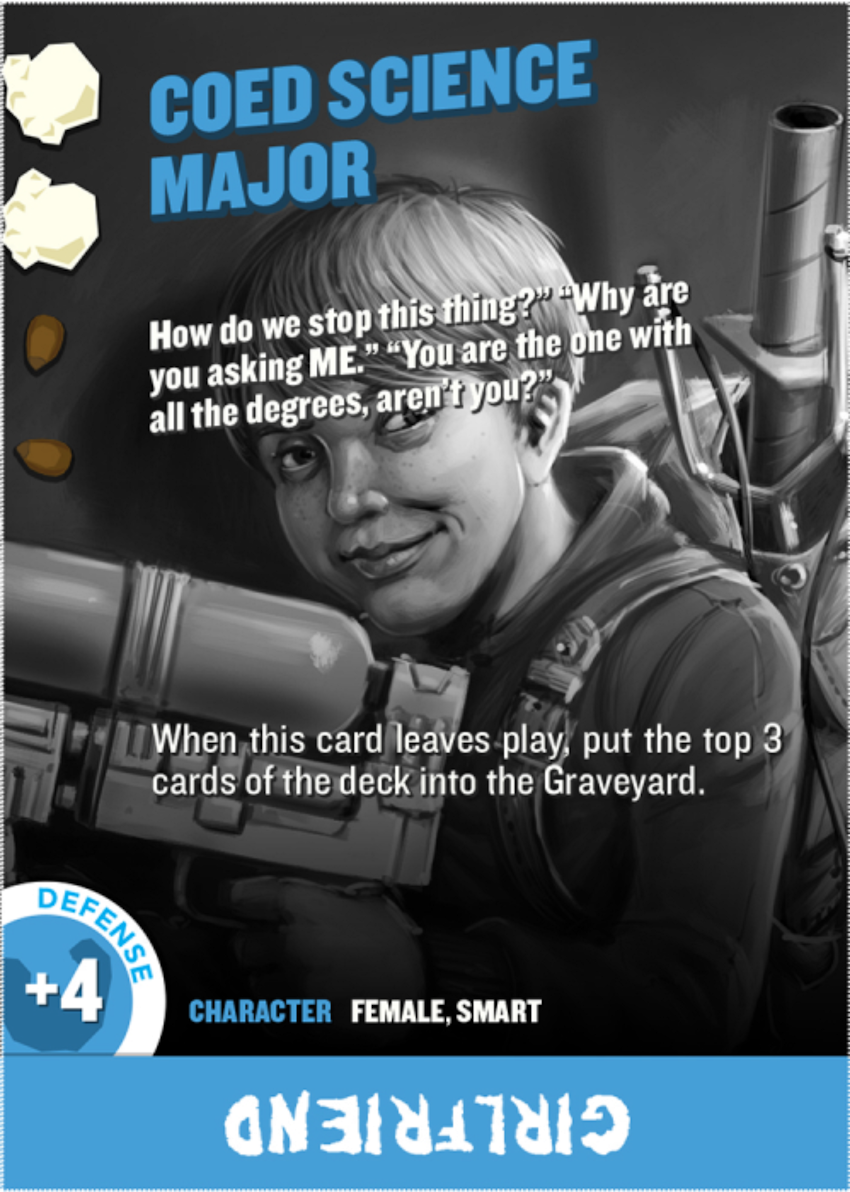 COED SCIENCE
MAJOR
How do we stop this thing?” “Why are
you asking ME.” “You are the one with
all the degrees, aren’t you?”
When this card leaves play, put the top 3
cards of the deck into the Graveyard.
DEFENSE
+4
CHARACTER FEMALE, SMART
GIRLFRIEND